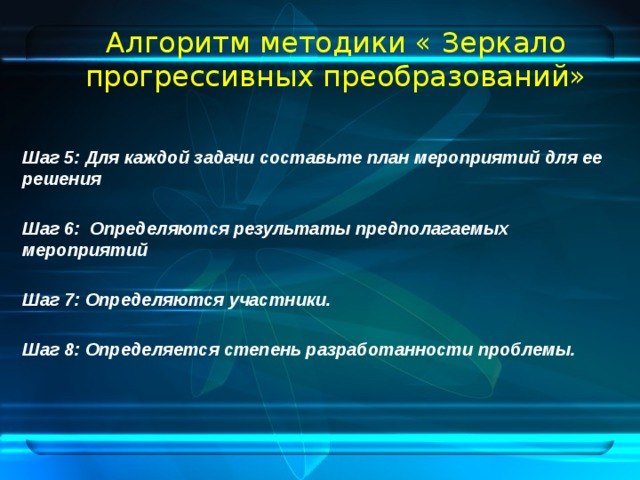 Алгоритм методики « Зеркало
прогрессивных преобразований»
Шаг 5: Для каждой задачи составьте план мероприятий для ее
решения
Шаг 6:  Определяются результаты предполагаемых
мероприятий
Шаг 7: Определяются участники.
Шаг 8: Определяется степень разработанности проблемы.